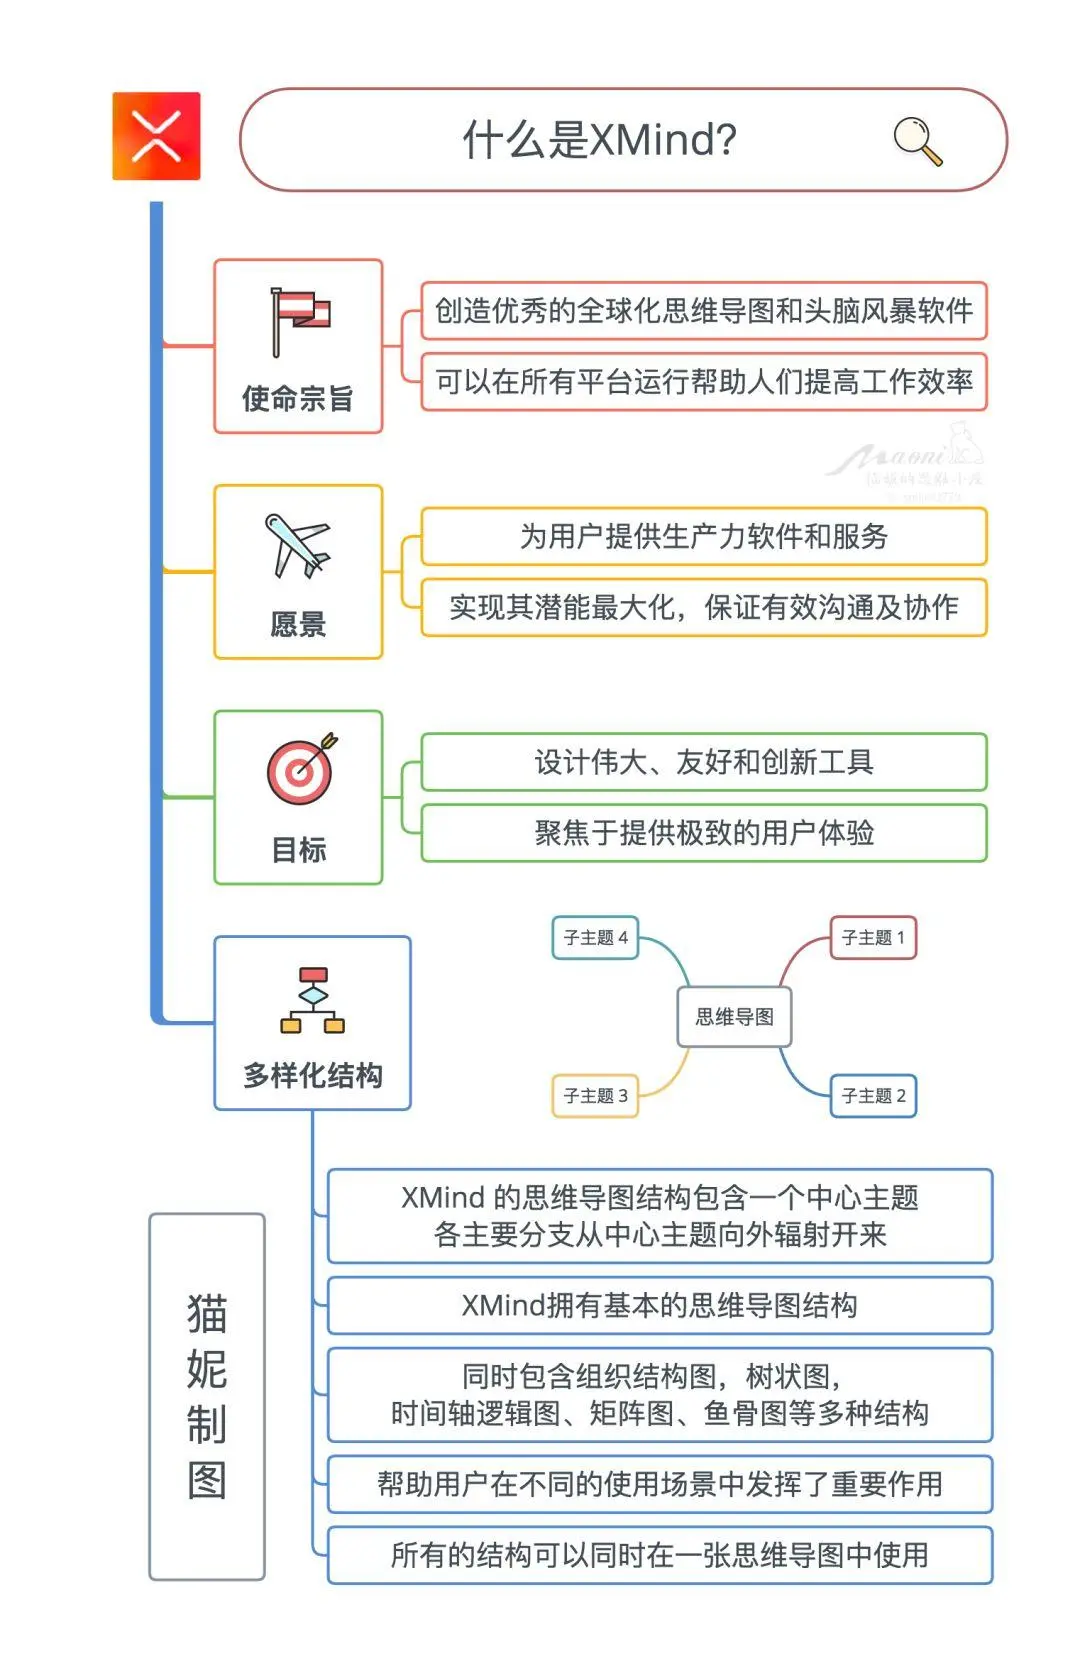 什么是XMind?
使命宗旨
创造优秀的全球化思维导图和头脑风暴软件
可以在所有平台运行帮助人们提高工作效率
Maoni
愿景
为用户提供生产力软件和服务
实现其潜能最大化，保证有效沟通及协作
目标
设计伟大、友好和创新工具
聚焦于提供极致的用户体验
多样化结构
子主题 4
子主题 1
思维导图
子主题 3
子主题 2
XMind 的思维导图结构包含一个中心主题
各主要分支从中心主题向外辐射开来
XMind拥有基本的思维导图结构
同时包含组织结构图，树状图，
时间轴逻辑图、矩阵图、鱼骨图等多种结构
帮助用户在不同的使用场景中发挥了重要作用
所有的结构可以同时在一张思维导图中使用
猫妮制图